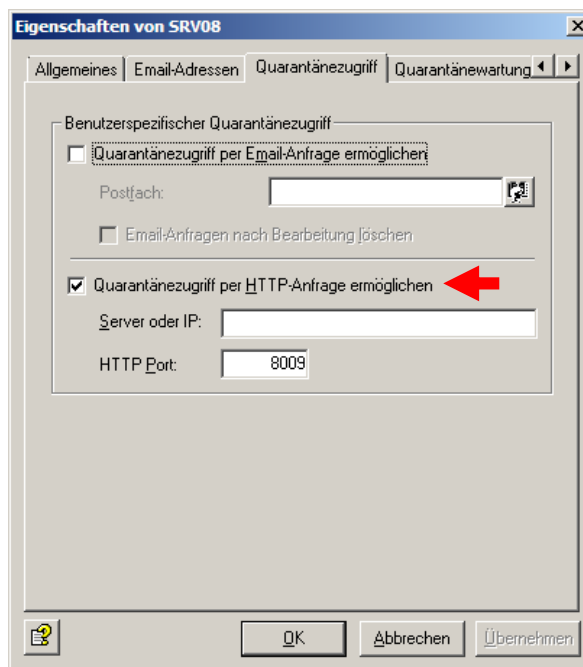 Eigenschaften von SRV08
Allgemeines Email-Adressen Quarantänezugriff Quarantänewartung
Benutzerspezifischer Quarantänezugriff
Quarantänezugriff per Email-Anfrage ermöglichen
Postfach:
Email-Anfragen nach Bearbeitung löschen
Quarantänezugriff per HTTP-Anfrage ermöglichen
Server oder IP:
HTTP Port: 8009
OK Abbrechen Übernehmen